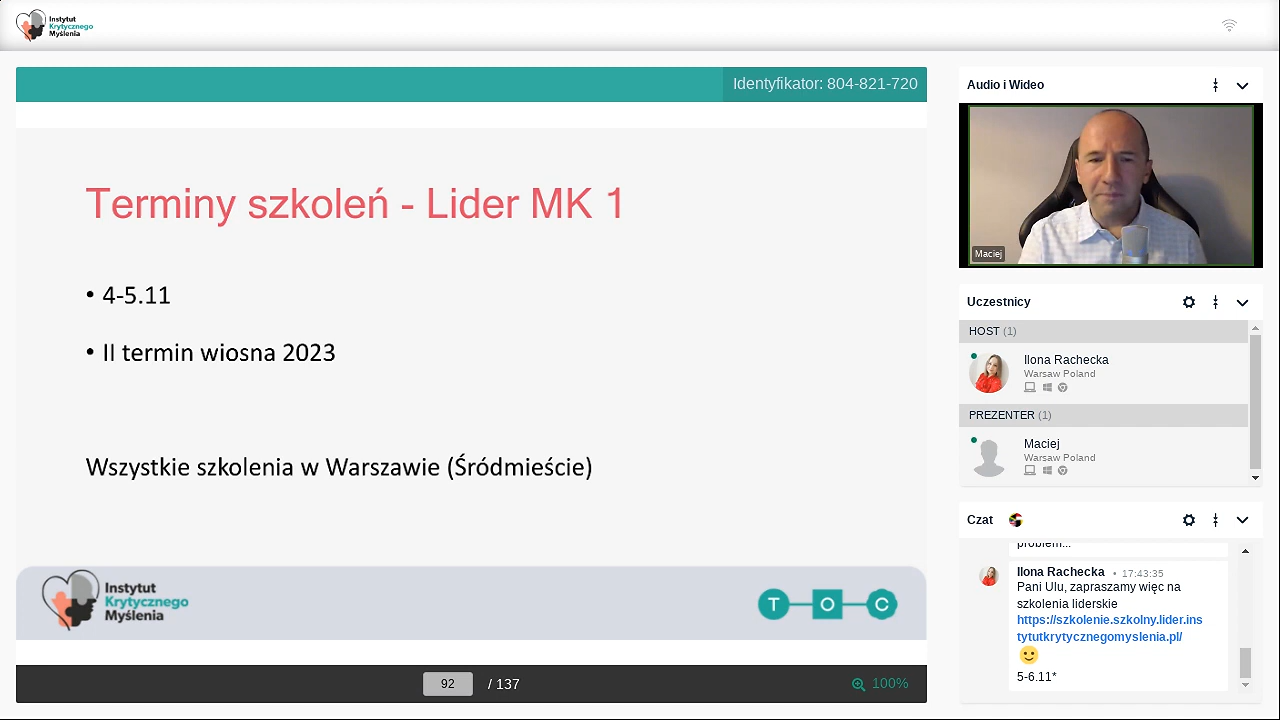 Instytut
Krytycznego
Myślenia
Identyfikator: 804-821-720
Terminy szkoleń - Lider MK 1
• 4-5.11
• II termin wiosna 2023
Wszystkie szkolenia w Warszawie (Śródmieście)
Instytut
Krytycznego
Myślenia
T O C
92 / 137
100%
Audio i Wideo
Maciej
Uczestnicy
HOST (1)
Ilona Rachecka
Warsaw Poland
PREZENTER (1)
Maciej
Warsaw Poland
Czat
problem...
Ilona Rachecka • 17:43:35
Pani Ulu, zapraszamy więc na
szkolenia liderskie
https://szkolenie.szkolny.lider.ins
tytutkrytycznegomyslenia.pl/
5-6.11*